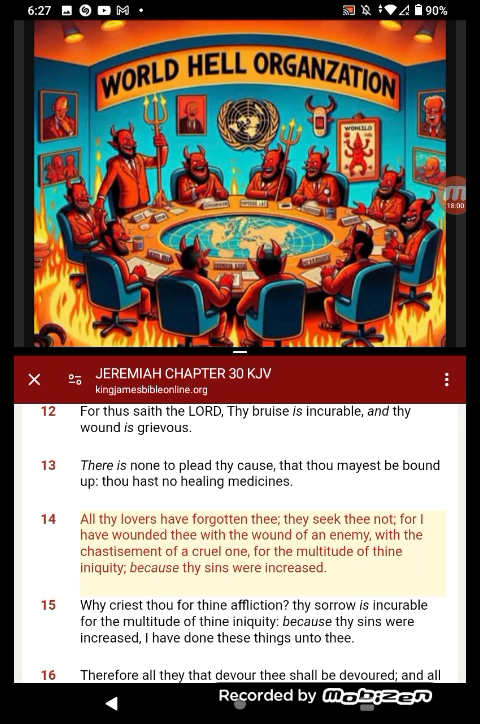 6:27
90%
WORLD HELL ORGANZATION
WONELLO
18:00
JEREMIAH CHAPTER 30 KJV
kingjamesbibleonline.org
12 For thus saith the LORD, Thy bruise is incurable, and thy
wound is grievous.
13 There is none to plead thy cause, that thou mayest be bound
up: thou hast no healing medicines.
14 All thy lovers have forgotten thee; they seek thee not; for I
have wounded thee with the wound of an enemy, with the
chastisement of a cruel one, for the multitude of thine
iniquity; because thy sins were increased.
15 Why criest thou for thine affliction? thy sorrow is incurable
for the multitude of thine iniquity: because thy sins were
increased, I have done these things unto thee.
16 Therefore all they that devour thee shall be devoured; and all
Recorded by Mobizen